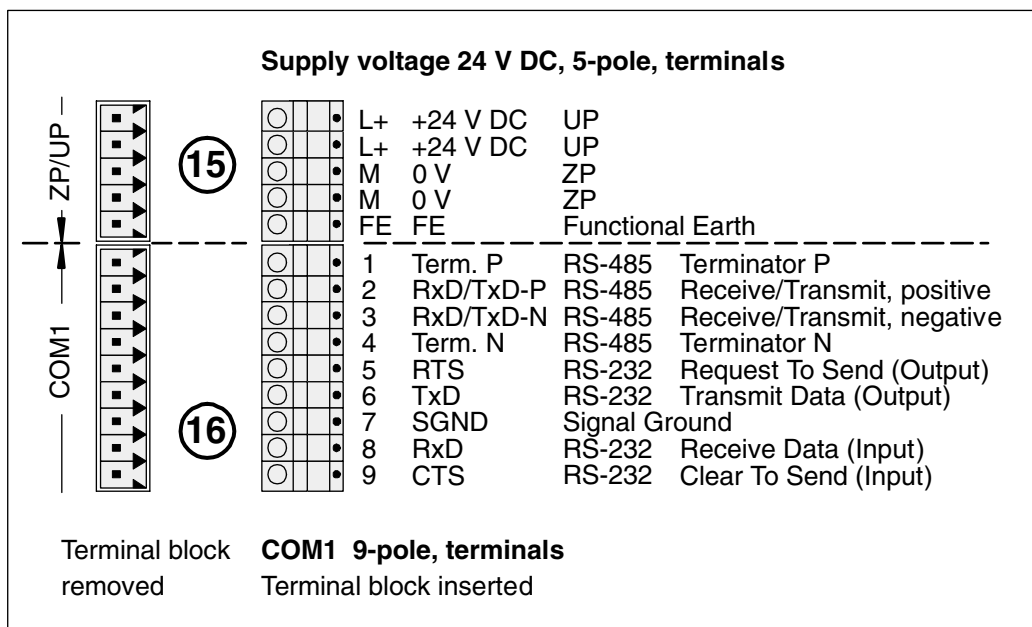 Supply voltage 24 V DC, 5-pole, terminals
ZP/UP
15
L+ +24 V DC UP
L+ +24 V DC UP
M 0 V ZP
M 0 V ZP
FE FE Functional Earth
COM1
16
1 Term. P RS-485 Terminator P
2 RxD/TxD-P RS-485 Receive/Transmit, positive
3 RxD/TxD-N RS-485 Receive/Transmit, negative
4 Term. N RS-485 Terminator N
5 RTS RS-232 Request To Send (Output)
6 TxD RS-232 Transmit Data (Output)
7 SGND Signal Ground
8 RxD RS-232 Receive Data (Input)
9 CTS RS-232 Clear To Send (Input)
Terminal block removed
COM1 9-pole, terminals
Terminal block inserted